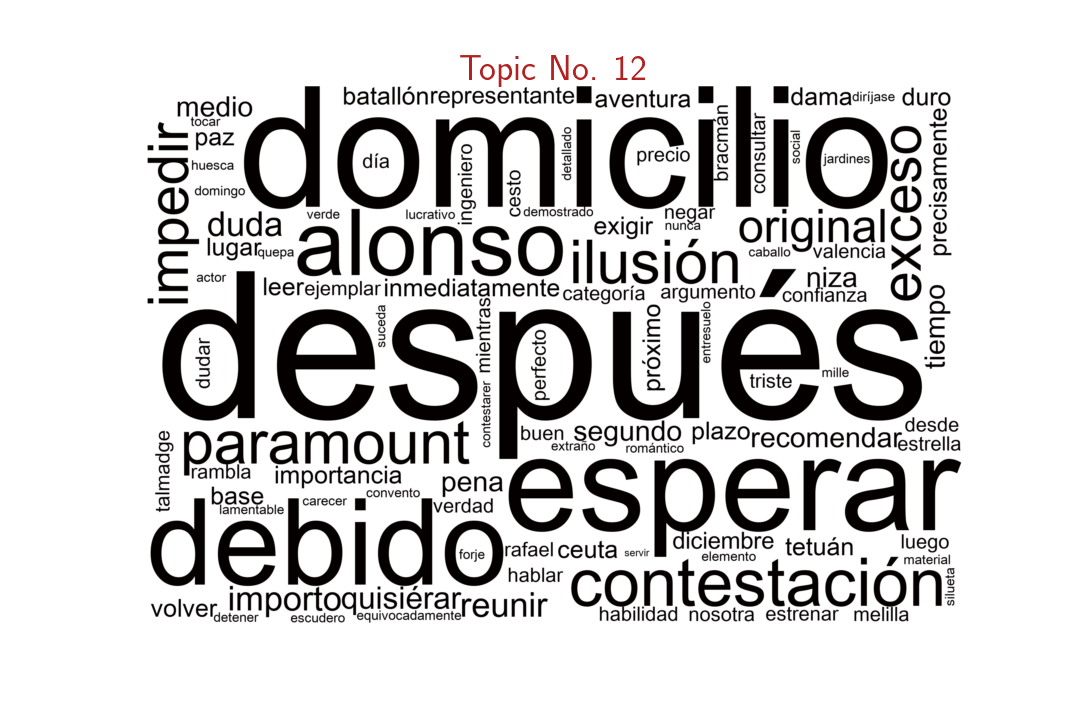 Topic No. 12
medio
batallón
representante
aventura
dama
diríjase
duro
tocar
domicilio
paz
huesca
día
ingeniero
cesto
detallado
precio
bracmán
consultar
social
jardines
exceso
precisamente
impedir
domingo
verde
lucrativo
demostrado
negar
nunca
duda
lugar
quepa
alonso
exigir
original
ilusión
caballo
valencia
actor
leer
ejemplar
inmediatamente
categoría
argumento
niza
confianza
después
dudar
suceda
mientras
contestarer
perfecto
próximo
entresuelo
triste
mille
tiempo
talmadge
paramount
buen
segundo
plazo
recomendar
desde
estrella
extraño
romántico
rambla
importancia
pena
esperar
base
lamentable
carecer
convento
verdad
debido
forje
rafael
ceuta
servir
diciembre
elemento
tetuán
luego
material
hablar
contestación
silueta
volver
detener
importo
escudero
quisiérar
equivocadamente
reunir
habilidad
nosotra
estrenar
melilla